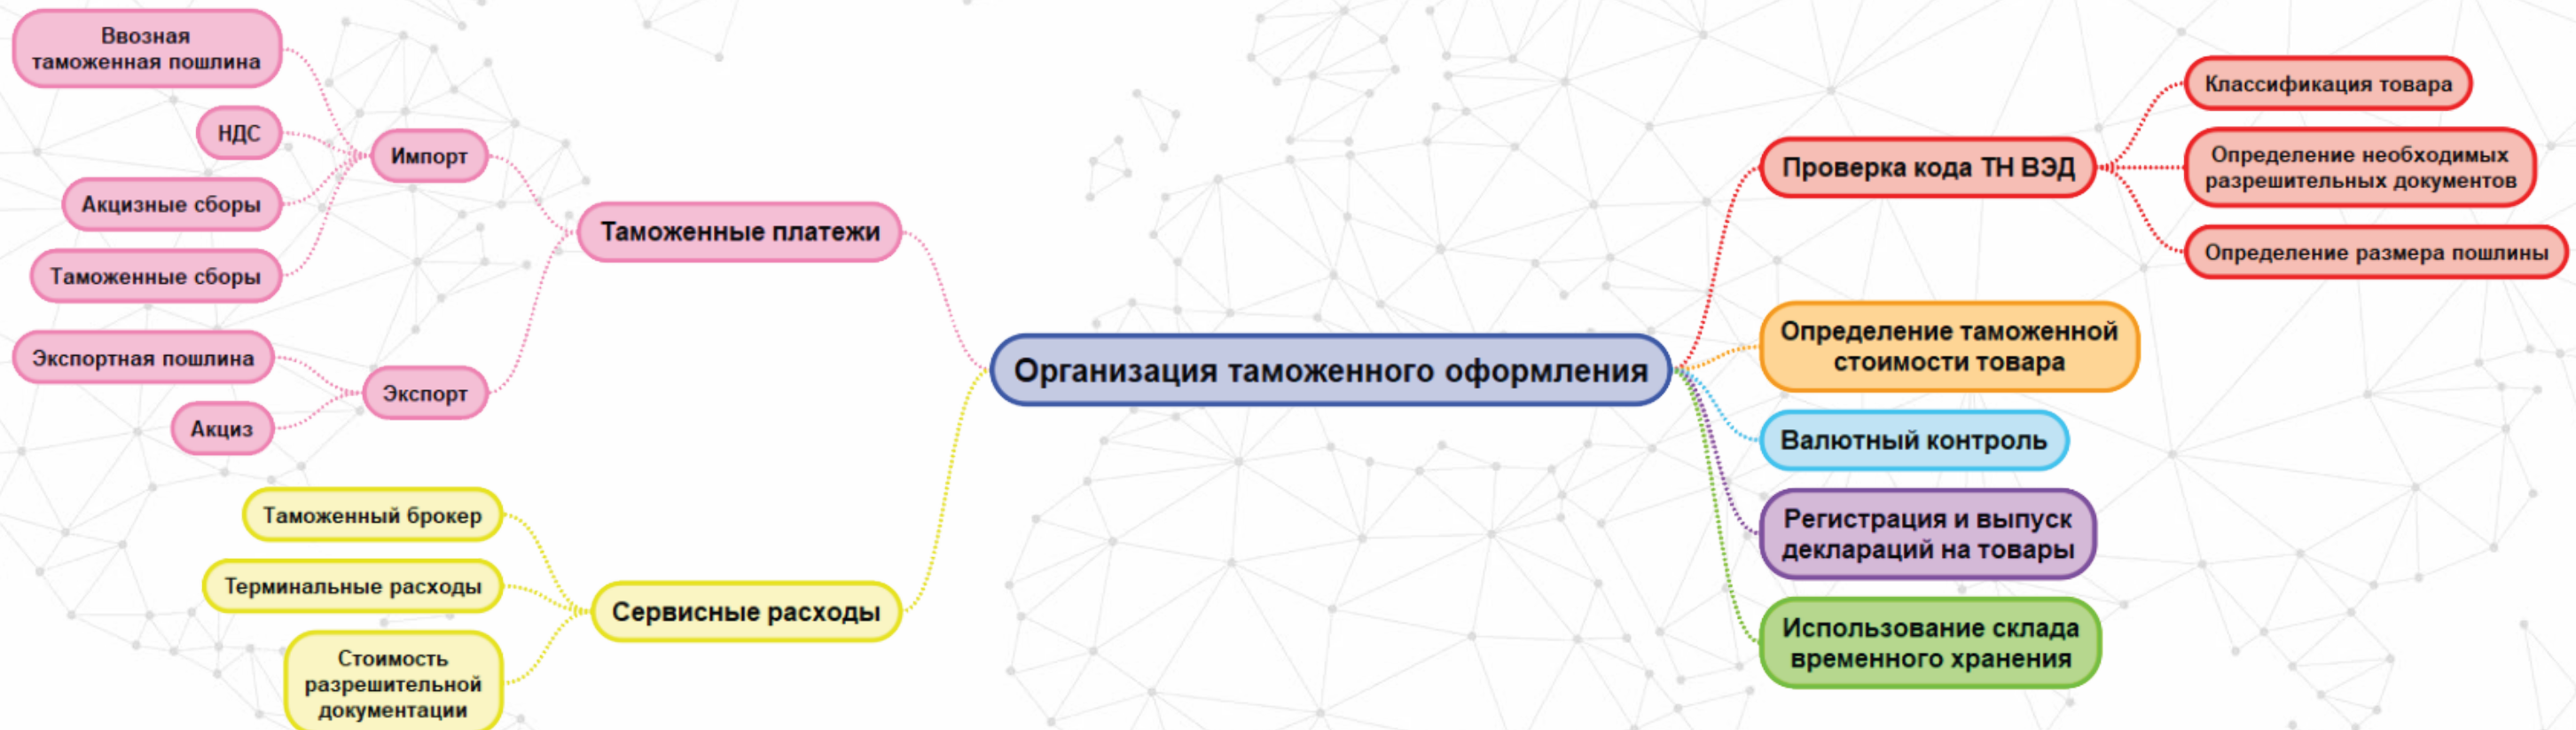 Ввозная
таможенная пошлина
НДС
Акцизные сборы
Таможенные сборы
Импорт
Экспортная пошлина
Акциз
Экспорт
Таможенные платежи
Таможенный брокер
Терминальные расходы
Стоимость
разрешительной
документации
Сервисные расходы
Организация таможенного оформления
Проверка кода ТН ВЭД
Классификация товара
Определение необходимых
разрешительных документов
Определение размера пошлины
Определение таможенной
стоимости товара
Валютный контроль
Регистрация и выпуск
деклараций на товары
Использование склада
временного хранения